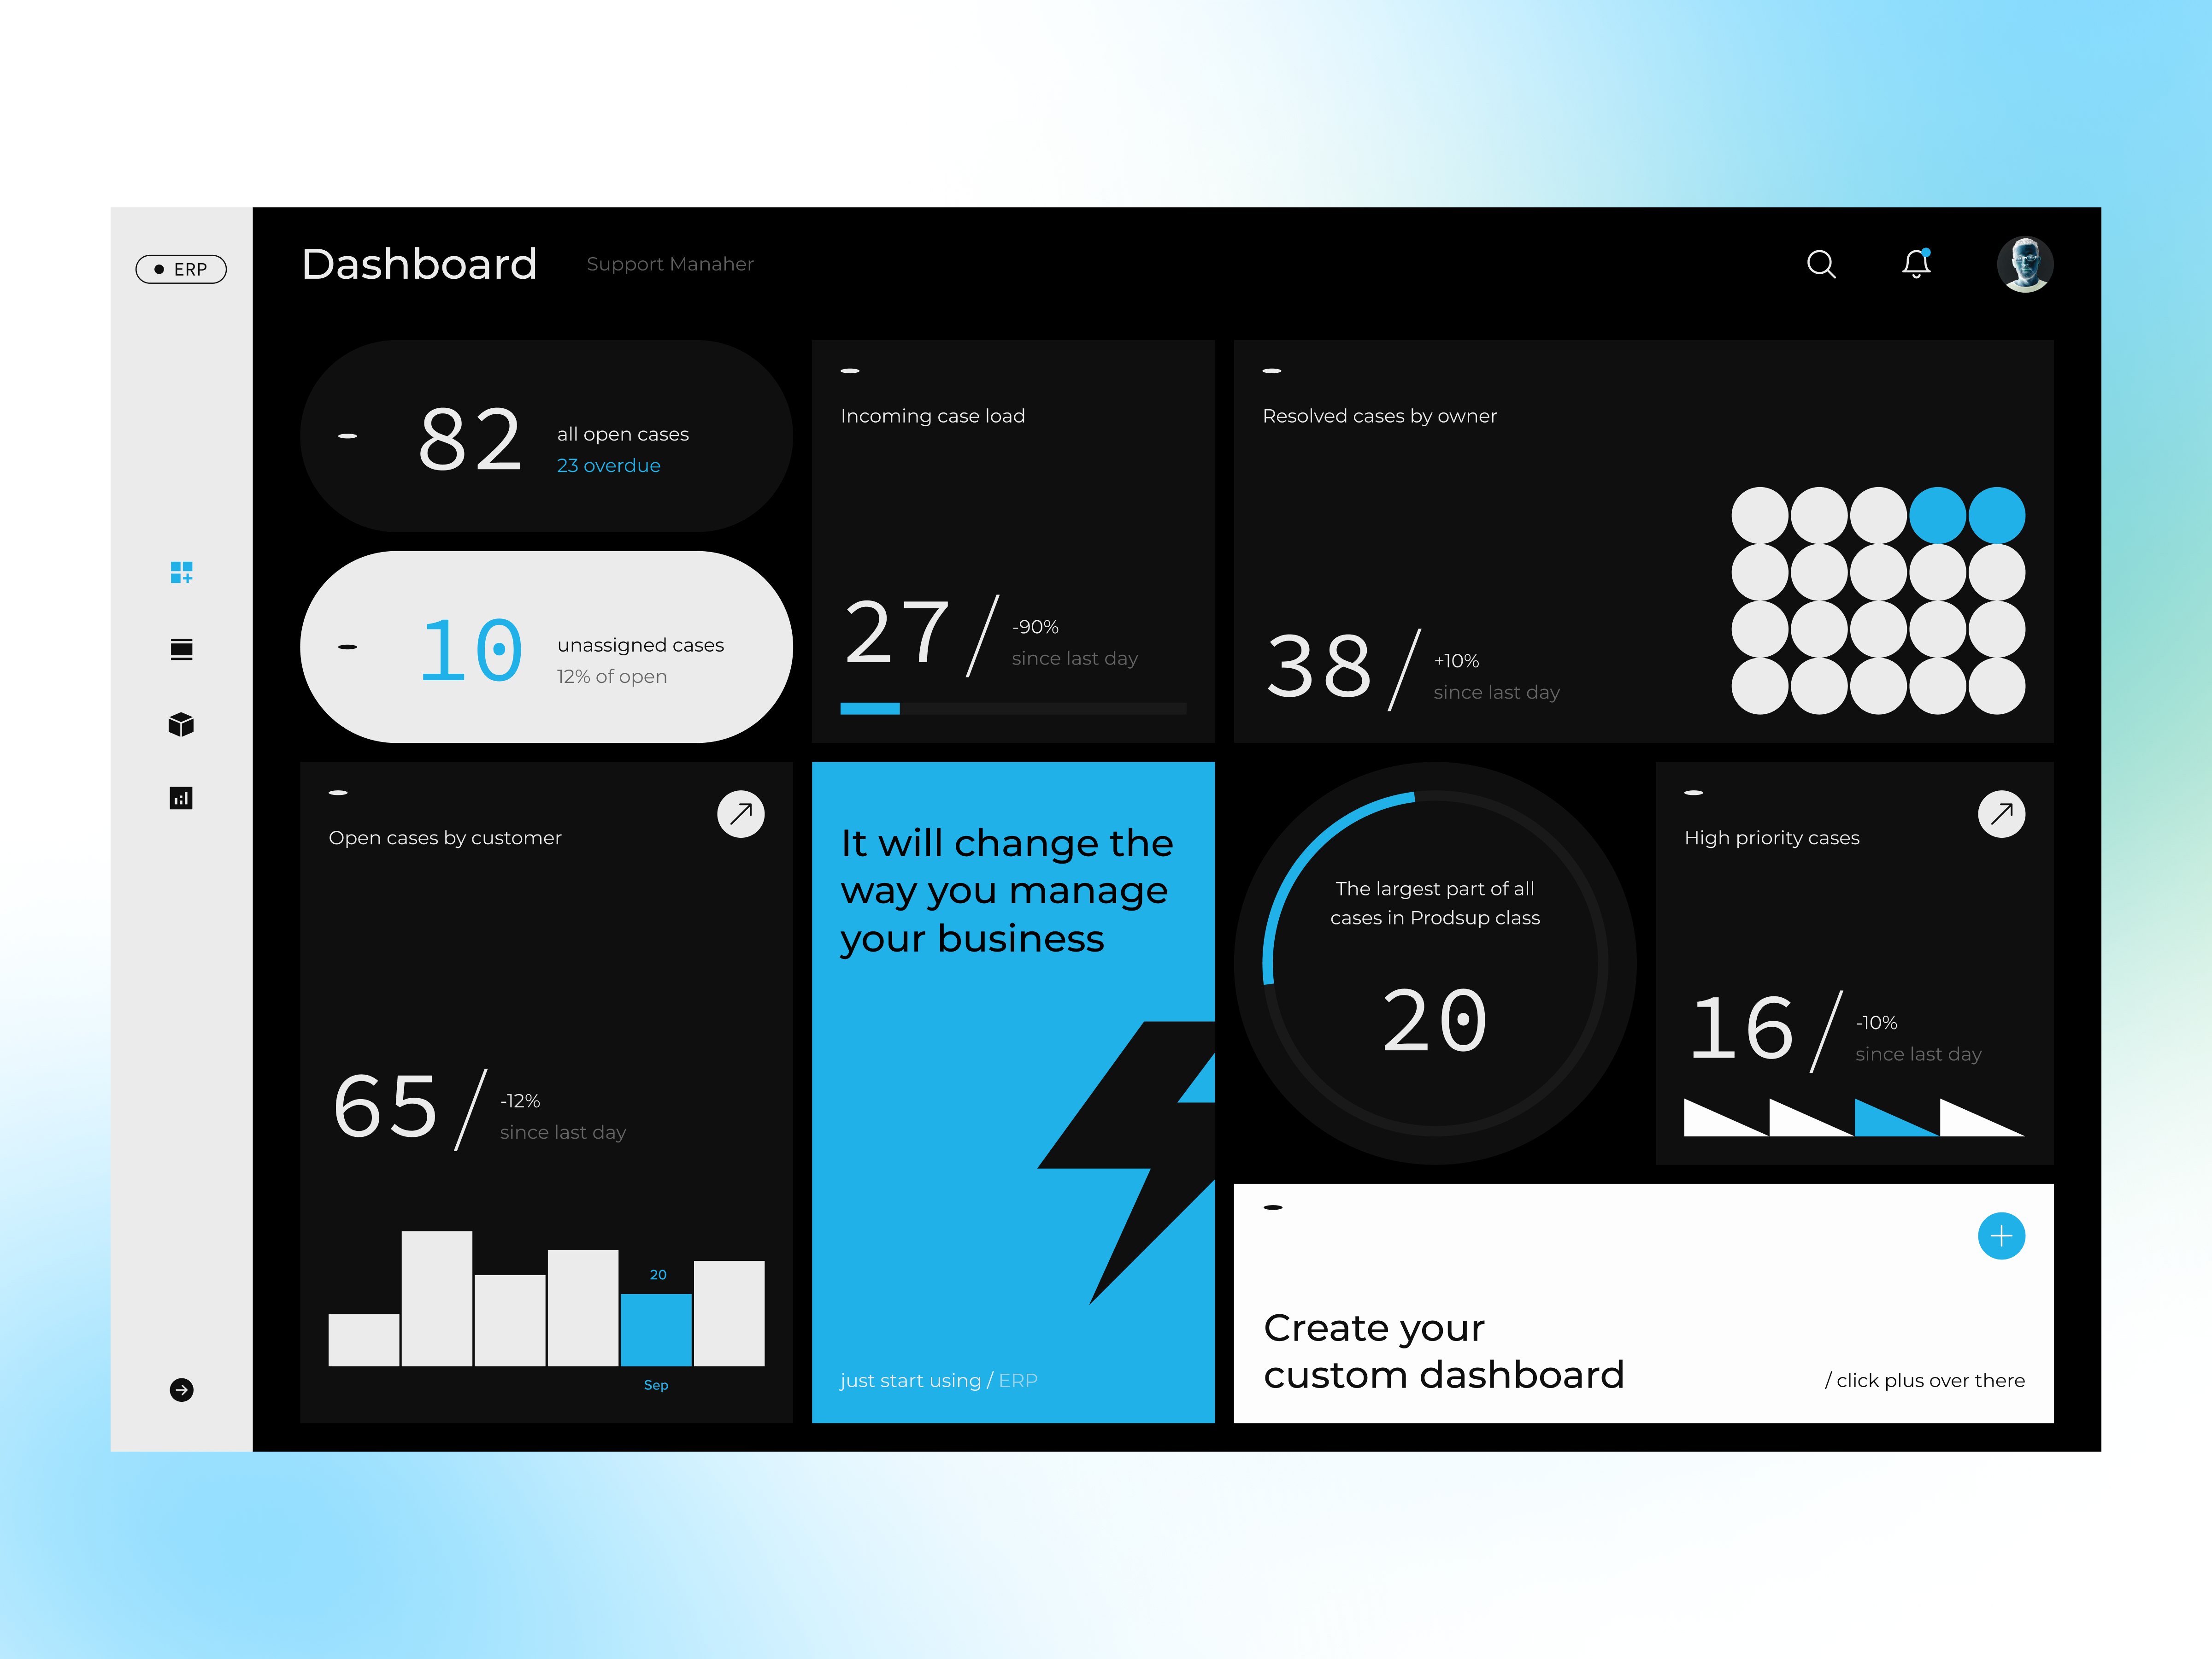 ERP
Dashboard
Support Manaher
82
all open cases
23 overdue
10
unassigned cases
12% of open
Incoming case load
27 /
-90%
since last day
Resolved cases by owner
38 /
+10%
since last day
Open cases by customer
65 /
-12%
since last day
20
Sep
It will change the
way you manage
your business
just start using / ERP
The largest part of all
cases in Prodsup class
20
High priority cases
16 /
-10%
since last day
Create your
custom dashboard
/ click plus over there